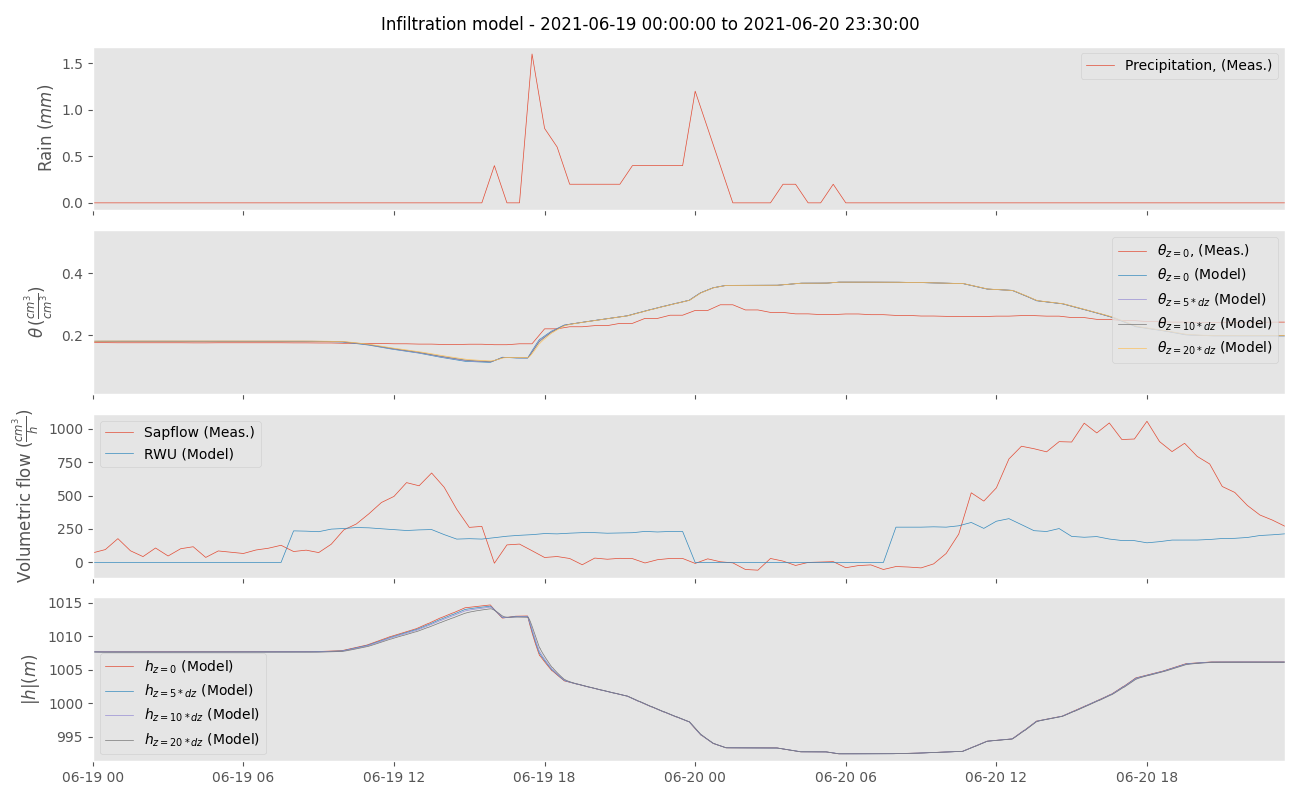 Infiltration model - 2021-06-19 00:00:00 to 2021-06-20 23:30:00
Rain (mm)
1.5
1.0
0.5
0.0
Precipitation, (Meas.)
θ (cm³/cm³)
0.4
0.2
θz=0, (Meas.)
θz=0 (Model)
θz=5*dz (Model)
θz=10*dz (Model)
θz=20*dz (Model)
Volumetric flow (cm³/h)
1000
750
500
250
0
Sapflow (Meas.)
RWU (Model)
|h|(m)
1015
1010
1005
1000
995
hz=0 (Model)
hz=5*dz (Model)
hz=10*dz (Model)
hz=20*dz (Model)
06-19 00 06-19 06 06-19 12 06-19 18 06-20 00 06-20 06 06-20 12 06-20 18